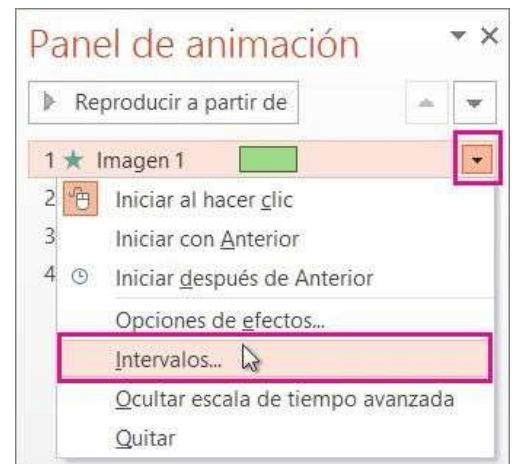 Panel de animación
Reproducir a partir de
1 Imagen 1
2 Iniciar al hacer clic
3 Iniciar con Anterior
4 Iniciar después de Anterior
Opciones de efectos...
Intervalos...
Ocultar escala de tiempo avanzada
Quitar